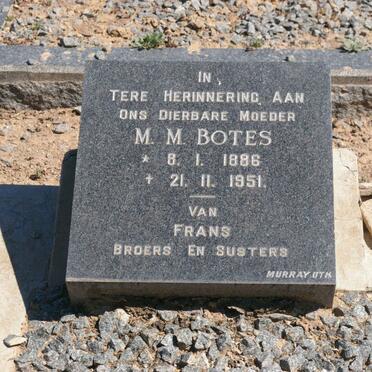 IN
TERE HERINNERING AAN
ONS DIERBARE MOEDER
M. M. BOTES
* 8. 1. 1886
+ 21. 11. 1951.
VAN
FRANS
BROERS EN SUSTERS
MURRAY UTH.